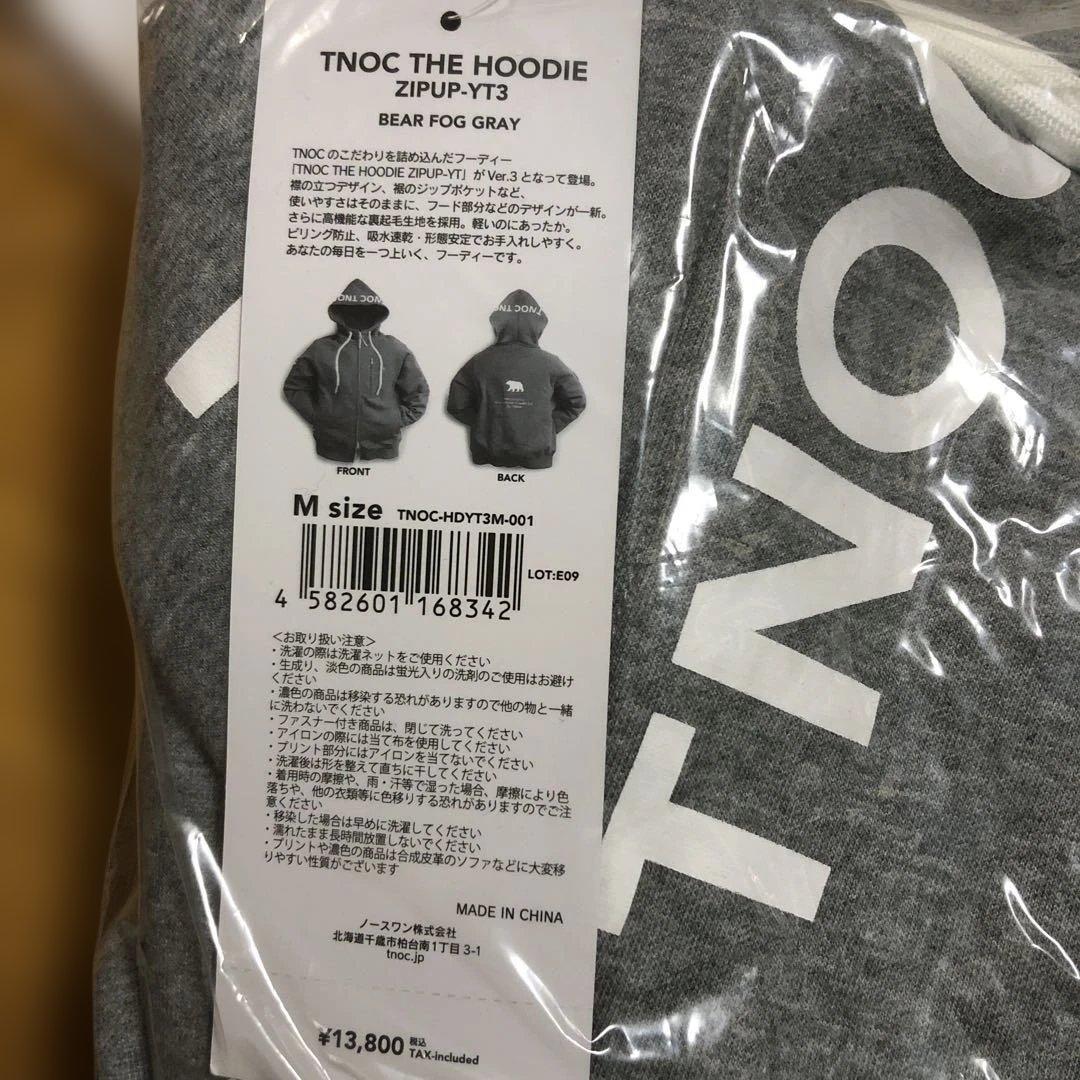 TNOC THE HOODIE
ZIPUP-YT3
BEAR FOG GRAY
TNOC のこだわりを詰め込んだフーディー
「TNOC THE HOODIE ZIPUP-YT」が Ver.3 となって登場。
襟の立つデザイン、裾のジップポケットなど、
使いやすさはそのままに、フード部分などのデザインが一新。
さらに高機能な裏起毛生地を採用。軽いのにあったか。
ピリング防止、吸水速乾・形態安定でお手入れしやすく。
あなたの毎日を一つ上いく、フーディーです。
TNOC TNOC
TNOC TNOC
FRONT
BACK
M size TNOC-HDYT3M-001
LOT:E09
4 582601 168342
＜お取り扱い注意＞
・洗濯の際は洗濯ネットをご使用ください
・生成り、淡色の商品は蛍光入りの洗剤のご使用はお避け
ください
・濃色の商品は移染する恐れがありますので他の物と一緒
に洗わないでください
・ファスナー付き商品は、閉じて洗ってください
・アイロンの際には当て布を使用してください
・プリント部分にはアイロンを当てないでください
・洗濯後は形を整えて直ちに干してください
・着用時の摩擦や、雨・汗等で湿った場合、摩擦により色
落ちや、他の衣類等に色移りする恐れがありますのでご注
意ください
・移染した場合は早めに洗濯してください
・濡れたまま長時間放置しないでください
・プリントや濃色の商品は合成皮革のソファなどに大変移
りやすい性質がございます
MADE IN CHINA
ノースワン株式会社
北海道千歳市柏台南1丁目 3-1
tnoc.jp
¥13,800 税込
TAX-included
TNOC